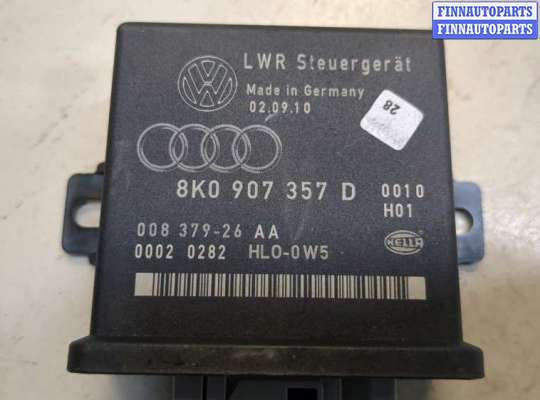 FINNAUTOPARTS
FINNAUTOPARTS
LWR Steuergerät
Made in Germany
02.09.10
28
8K0 907 357 D 0010
H01
008 379-26 AA
0002 0282 HLO-0W5
HELLA